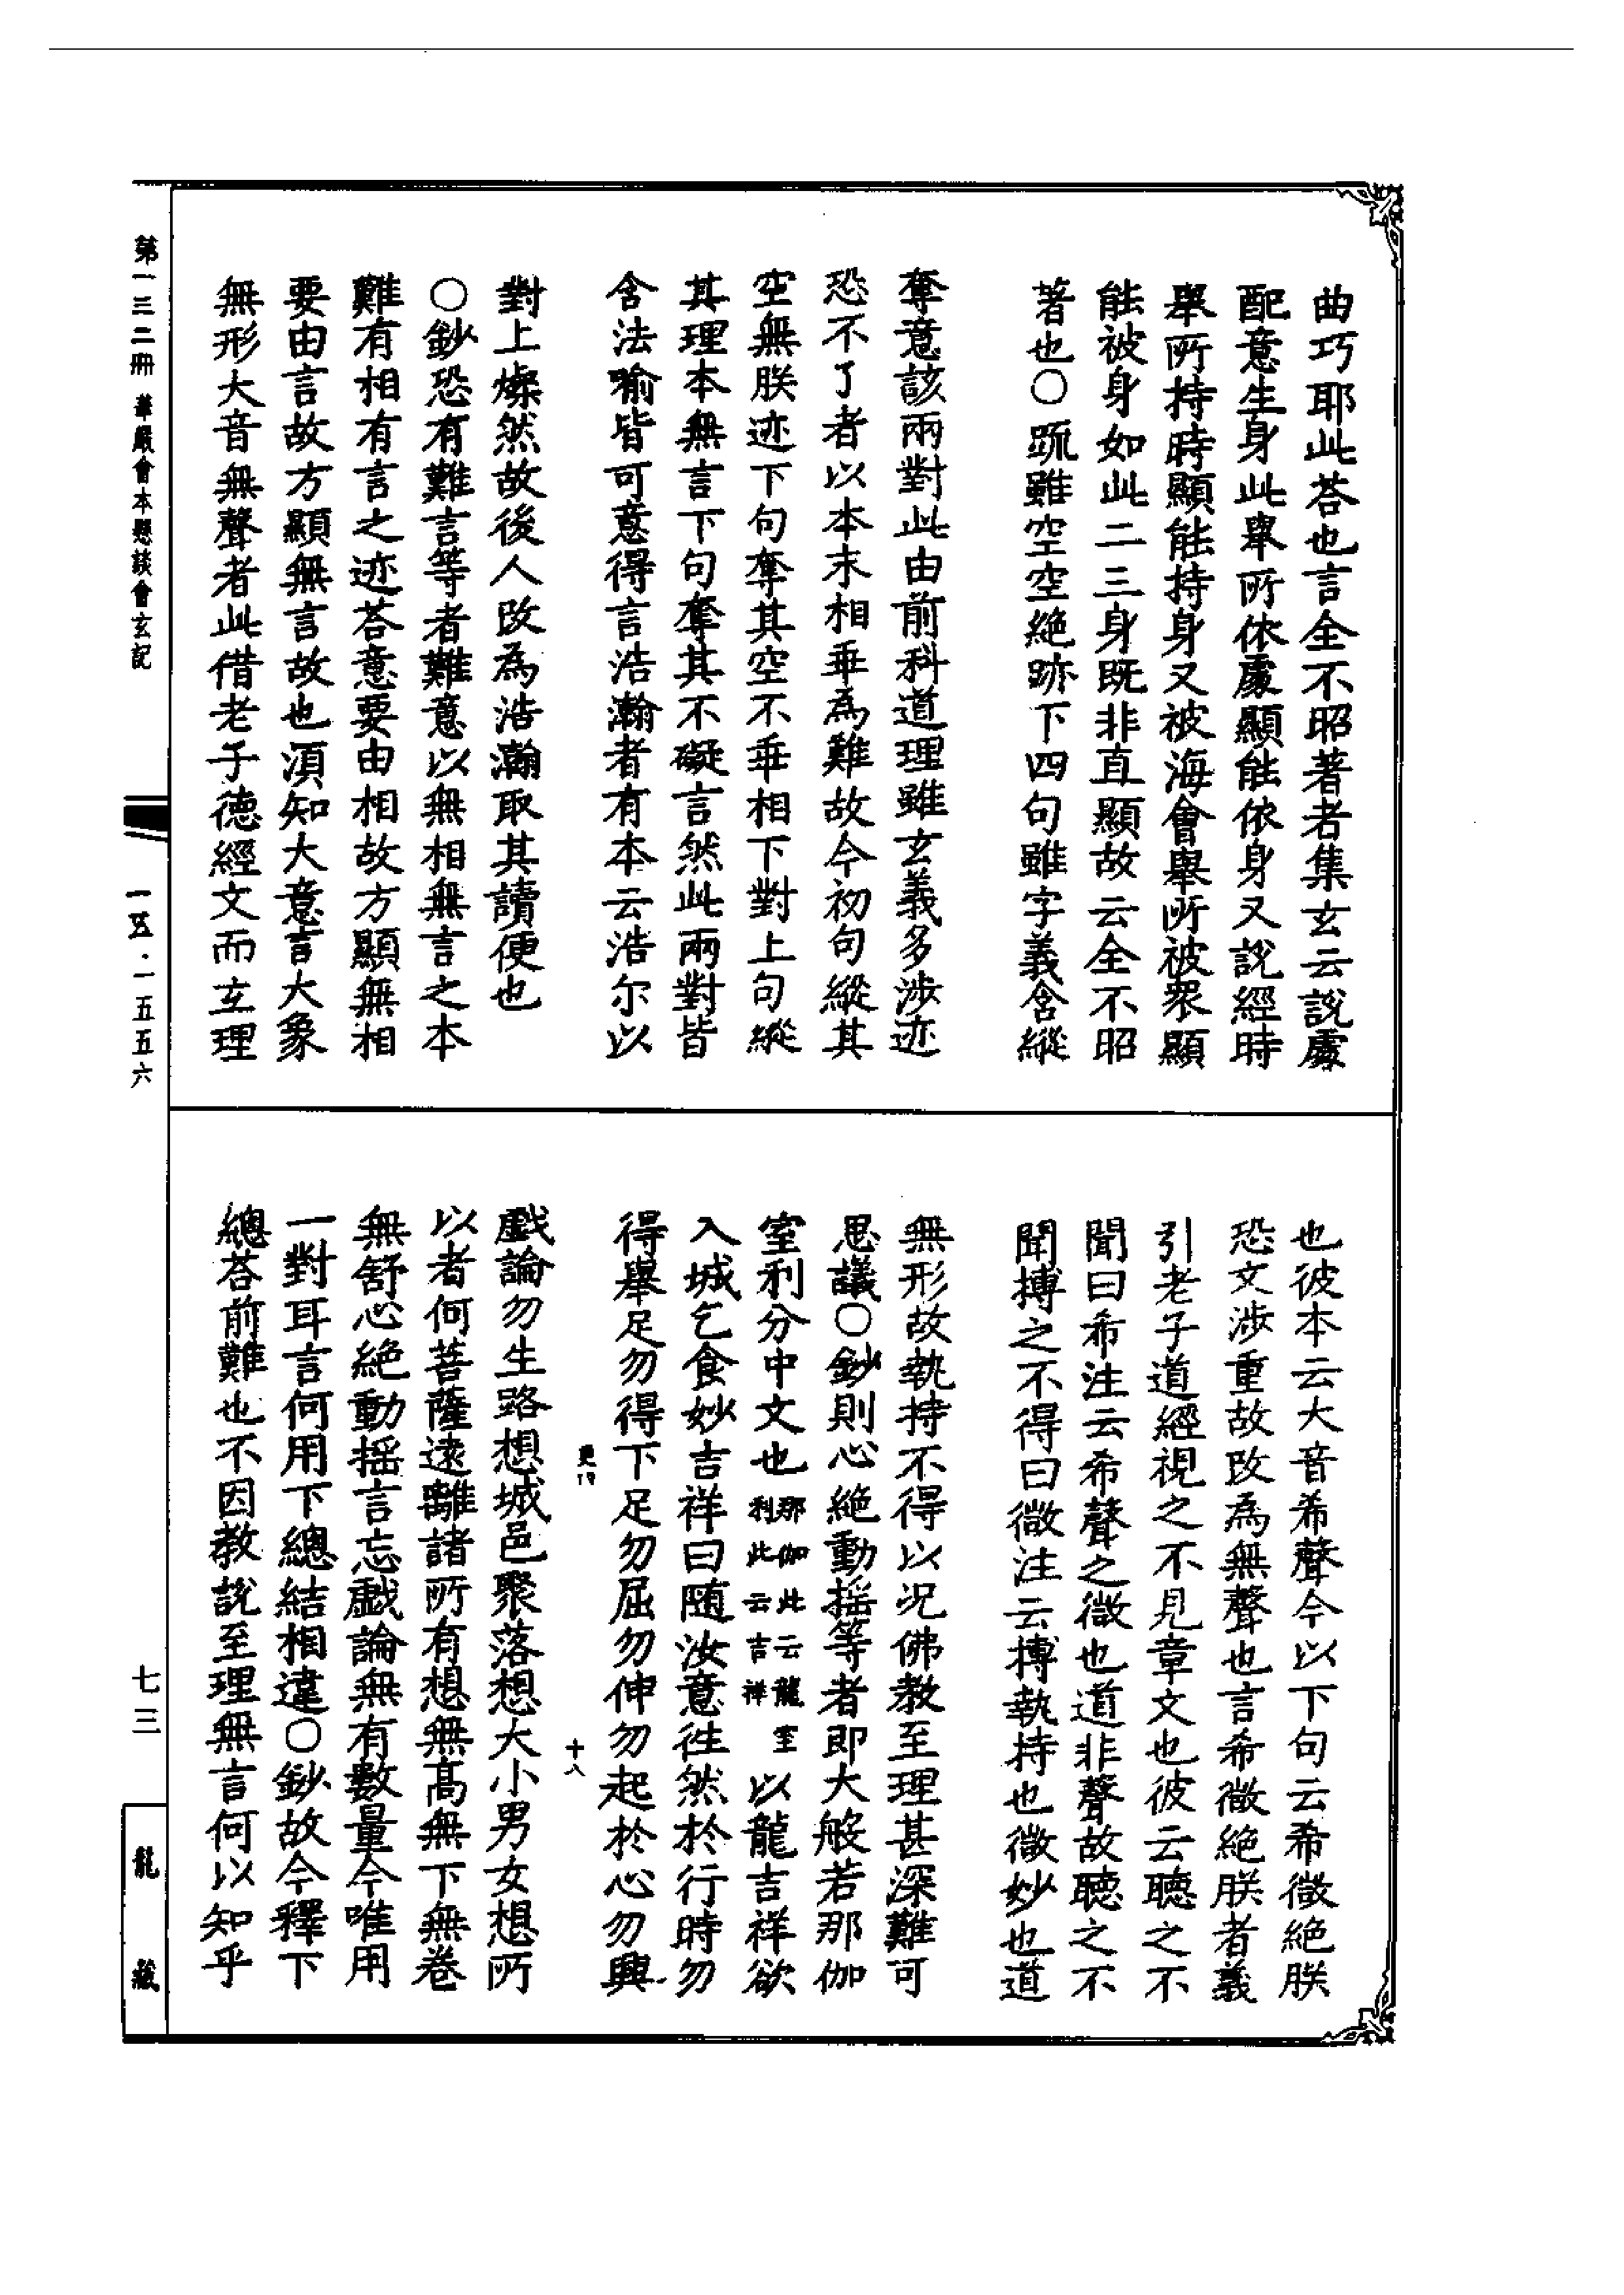 曲巧耶此荅也言全不昭著者集玄云說處
配意生身此舉所依處顯能依身又說經時
舉所持時顯能持身又被海會舉所被衆顯
能被身如此二三身既非直顯故云全不昭
著也〇䟽雖空空絶跡下四句雖字義含縱
奪意該兩對此由前科道理雖玄義多渉迹
恐不了者以本末相乖爲難故今初句縱其
空無朕迹下句奪其空不乖相下對上句縱
其理本無言下句奪其不礙言然此兩對皆
含法喻皆可意得言浩瀚者有本云浩尔以
對上燦然故後人改爲浩瀚取其讀便也
〇鈔恐有難言等者難意以無相無言之本
難有相有言之迹荅意要由相故方顯無相
要由言故方顯無言故也湏知大意言大象
無形大音無聲者此借老子德經文而立理
也彼本云大音希聲今以下句云希微絶朕
恐文渉重故改爲無聲也言希微絶朕者義
引老子道經視之不見章文也彼云聽之不
聞曰希注云希聲之微也道非聲故聽之不
聞搏之不得曰微注云搏執持也微妙也道
無形故執持不得以况佛教至理甚深難可
思議〇鈔則心絶動摇等者即大般若那伽
室利分中文也那伽此云龍室利此云吉祥以龍吉祥欲
入城乞食妙吉祥曰随汝意徃然於行時勿
得舉足勿得下足勿屈勿伸勿起於心勿興
戲論勿生路想城邑聚落想大小男女想所
以者何菩薩遠離諸所有想無髙無下無卷
無舒心絶動摇言忘戲論無有數量今唯用
一對耳言何用下總結相違〇鈔故今釋下
總荅前難也不因教說至理無言何以知乎
十八
第一三二冊 華嚴會本懸談會玄記
一五·一五五六
七三
龍藏